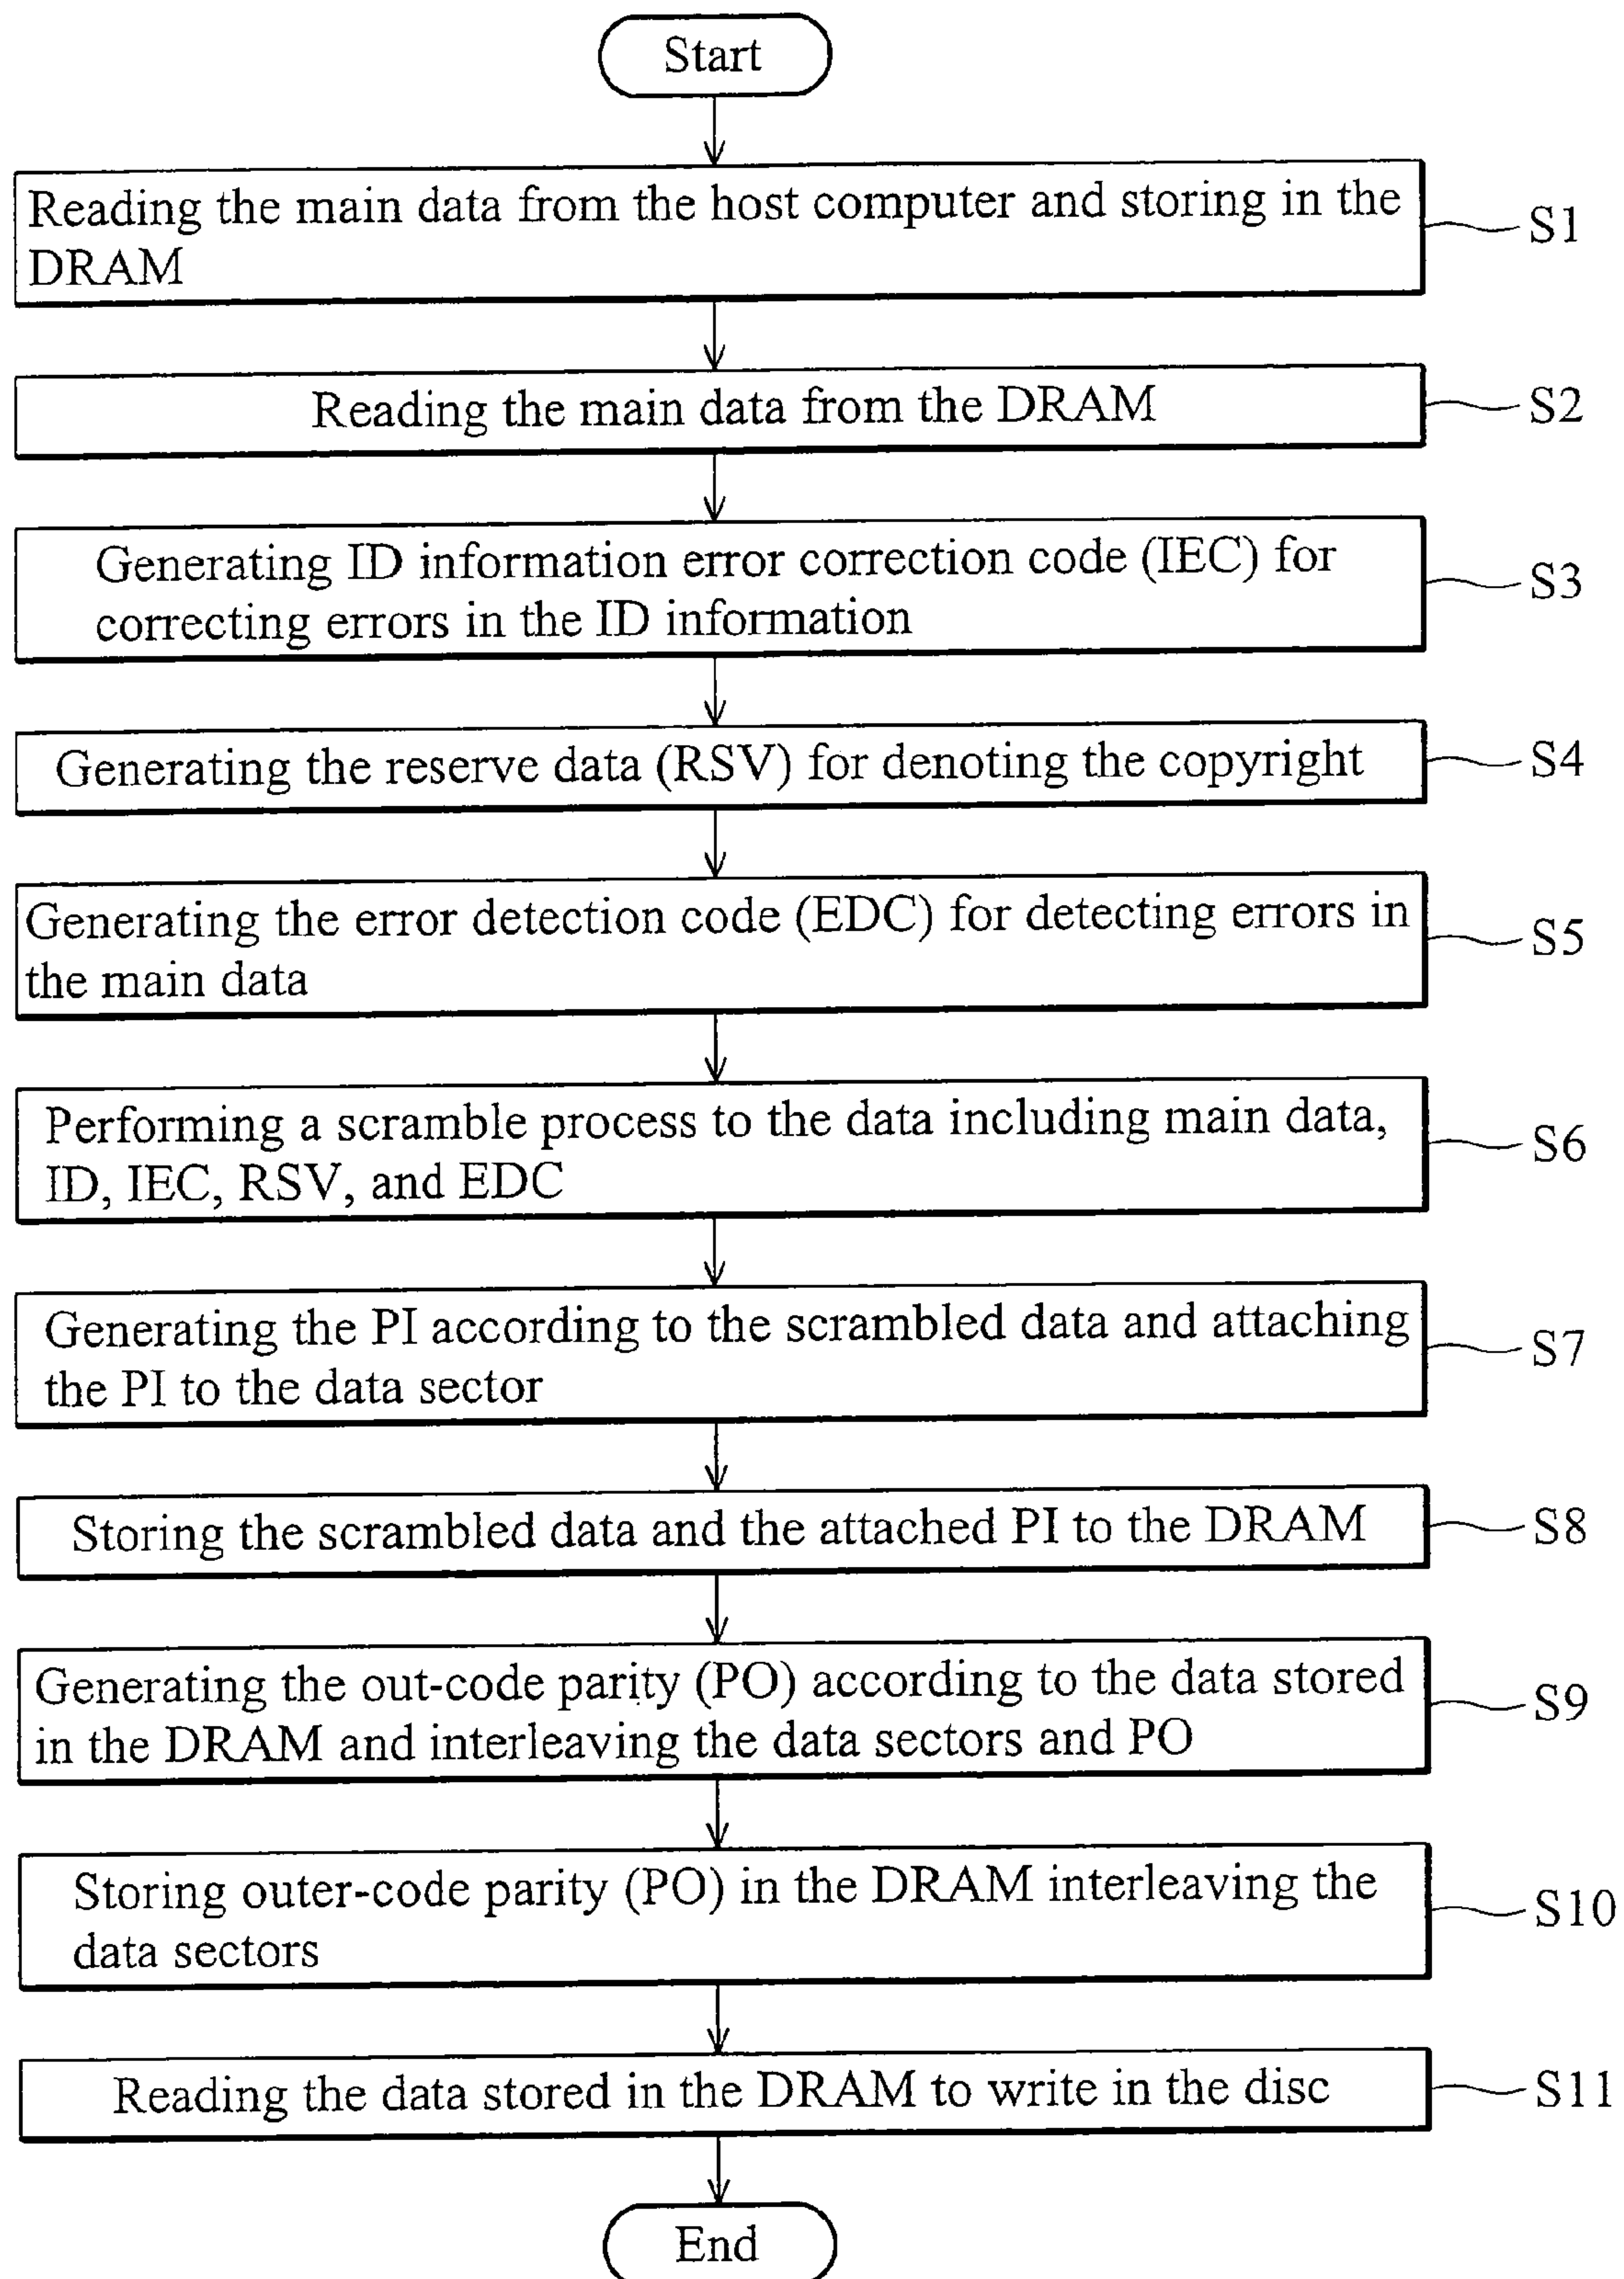 Start
Reading the main data from the host computer and storing in the
DRAM
S1
Reading the main data from the DRAM
S2
Generating ID information error correction code (IEC) for
correcting errors in the ID information
S3
Generating the reserve data (RSV) for denoting the copyright
S4
Generating the error detection code (EDC) for detecting errors in
the main data
S5
Performing a scramble process to the data including main data,
ID, IEC, RSV, and EDC
S6
Generating the PI according to the scrambled data and attaching
the PI to the data sector
S7
Storing the scrambled data and the attached PI to the DRAM
S8
Generating the out-code parity (PO) according to the data stored
in the DRAM and interleaving the data sectors and PO
S9
Storing outer-code parity (PO) in the DRAM interleaving the
data sectors
S10
Reading the data stored in the DRAM to write in the disc
S11
End